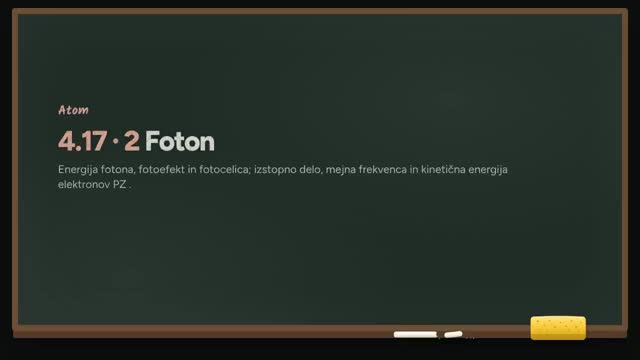 Atom
4.17 · 2 Foton
Energija fotona, fotoefekt in fotocelica; izstopno delo, mejna frekvenca in kinetična energija
elektronov PZ .